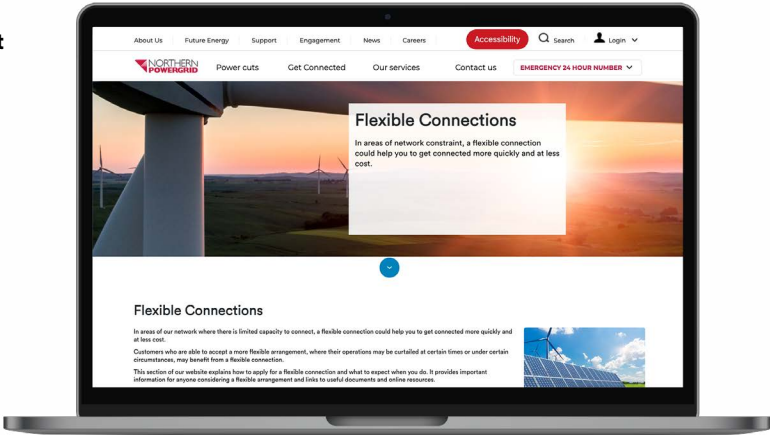 t
About Us Future Energy Support Engagement News Careers Accessibility Search Login
NORTHERN
POWERGRID
Power cuts Get Connected Our services Contact us EMERGENCY 24 HOUR NUMBER
Flexible Connections
In areas of network constraint, a flexible connection
could help you to get connected more quickly and at less
cost.
Flexible Connections
In areas of our network where there is limited capacity to connect, a flexible connection could help you to get connected more quickly and
at less cost.
Customers who are able to accept a more flexible arrangement, where their operations may be curtailed at certain times or under certain
circumstances, may benefit from a flexible connection.
This section of our website explains how to apply for a flexible connection and what to expect when you do. It provides important
information for anyone considering a flexible arrangement and links to useful documents and online resources.